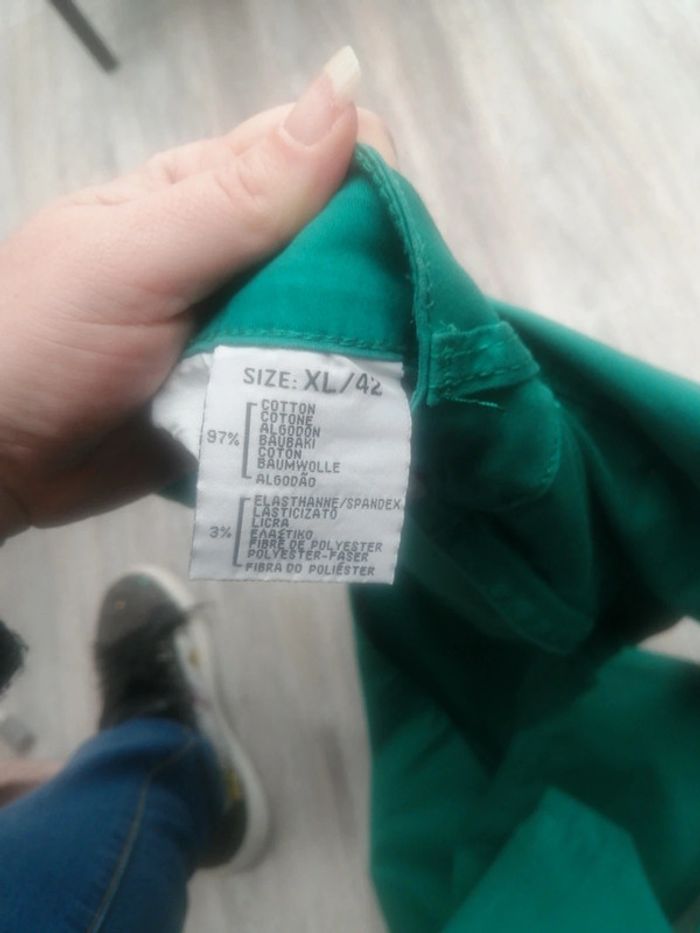 SIZE: XL/42
97%
COTTON
COTONE
ALGODON
BAUBAKI
COTON
BAUMWOLLE
ALGODÃO
3%
ELASTHANNE/SPANDEX
LASTICIZATO
LICRA
ΕΛΑΣΤΙΚΟ
FIBRE DE POLYESTER
POLYESTER-FASER
FIBRA DO POLIÉSTER